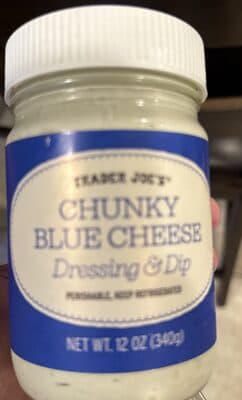 TRADER JOE'S
CHUNKY
BLUE CHEESE
Dressing & Dip
PERISHABLE, KEEP REFRIGERATED
NET WT. 12 OZ (340g)